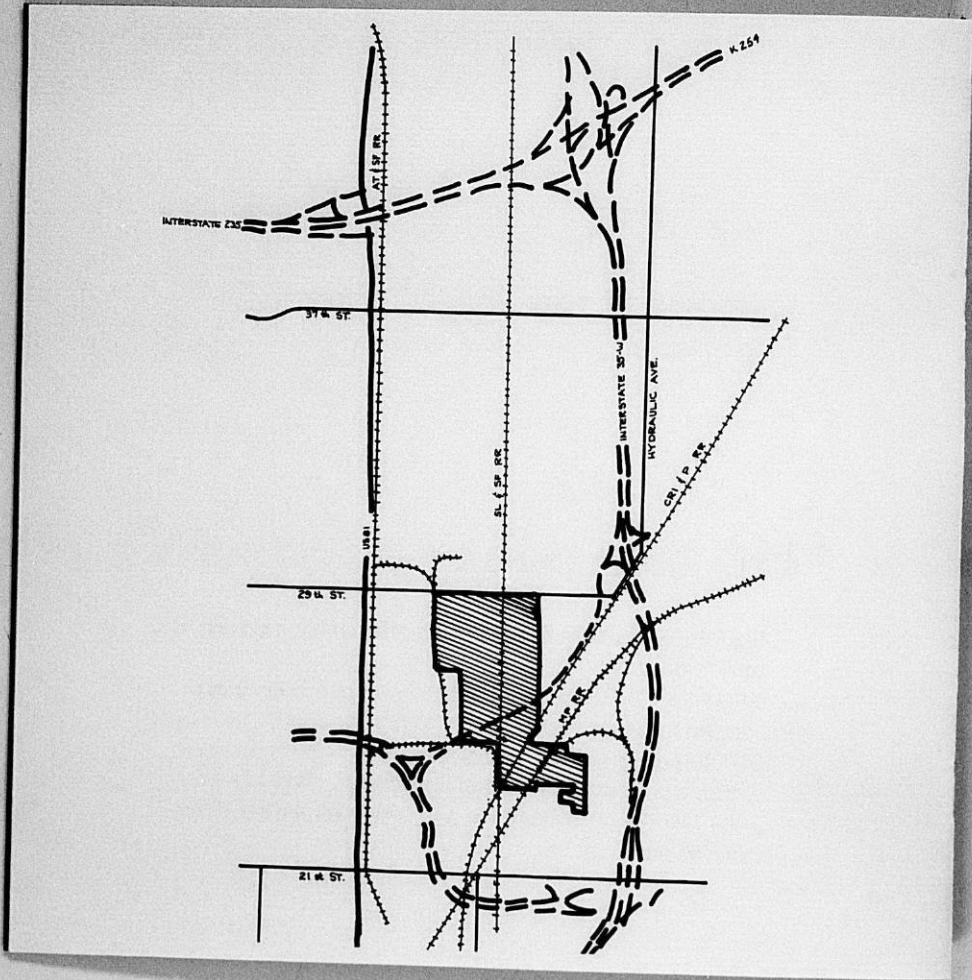 K 254
AT & SF RR
INTERSTATE 235
37th ST.
INTERSTATE 35-W
HYDRAULIC AVE.
SL & SF RR
CRI & P RR
US 81
29th ST.
MP RR
21st ST.